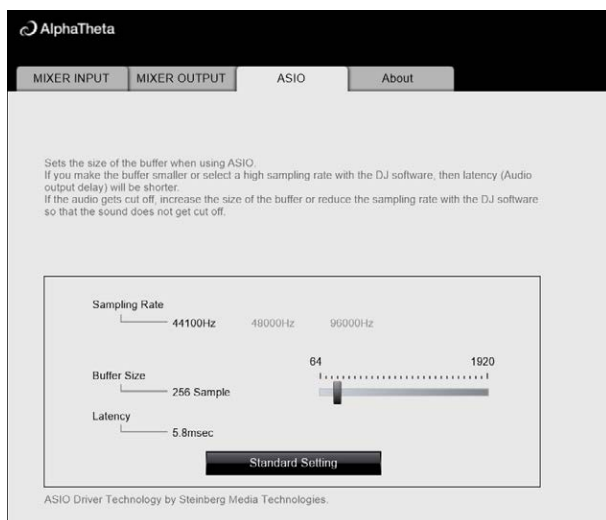 AlphaTheta
MIXER INPUT MIXER OUTPUT ASIO About
Sets the size of the buffer when using ASIO.
If you make the buffer smaller or select a high sampling rate with the DJ software, then latency (Audio
output delay) will be shorter.
If the audio gets cut off, increase the size of the buffer or reduce the sampling rate with the DJ software
so that the sound does not get cut off.
Sampling Rate
44100Hz 48000Hz 96000Hz
64 1920
Buffer Size
256 Sample
Latency
5.8msec
Standard Setting
ASIO Driver Technology by Steinberg Media Technologies.